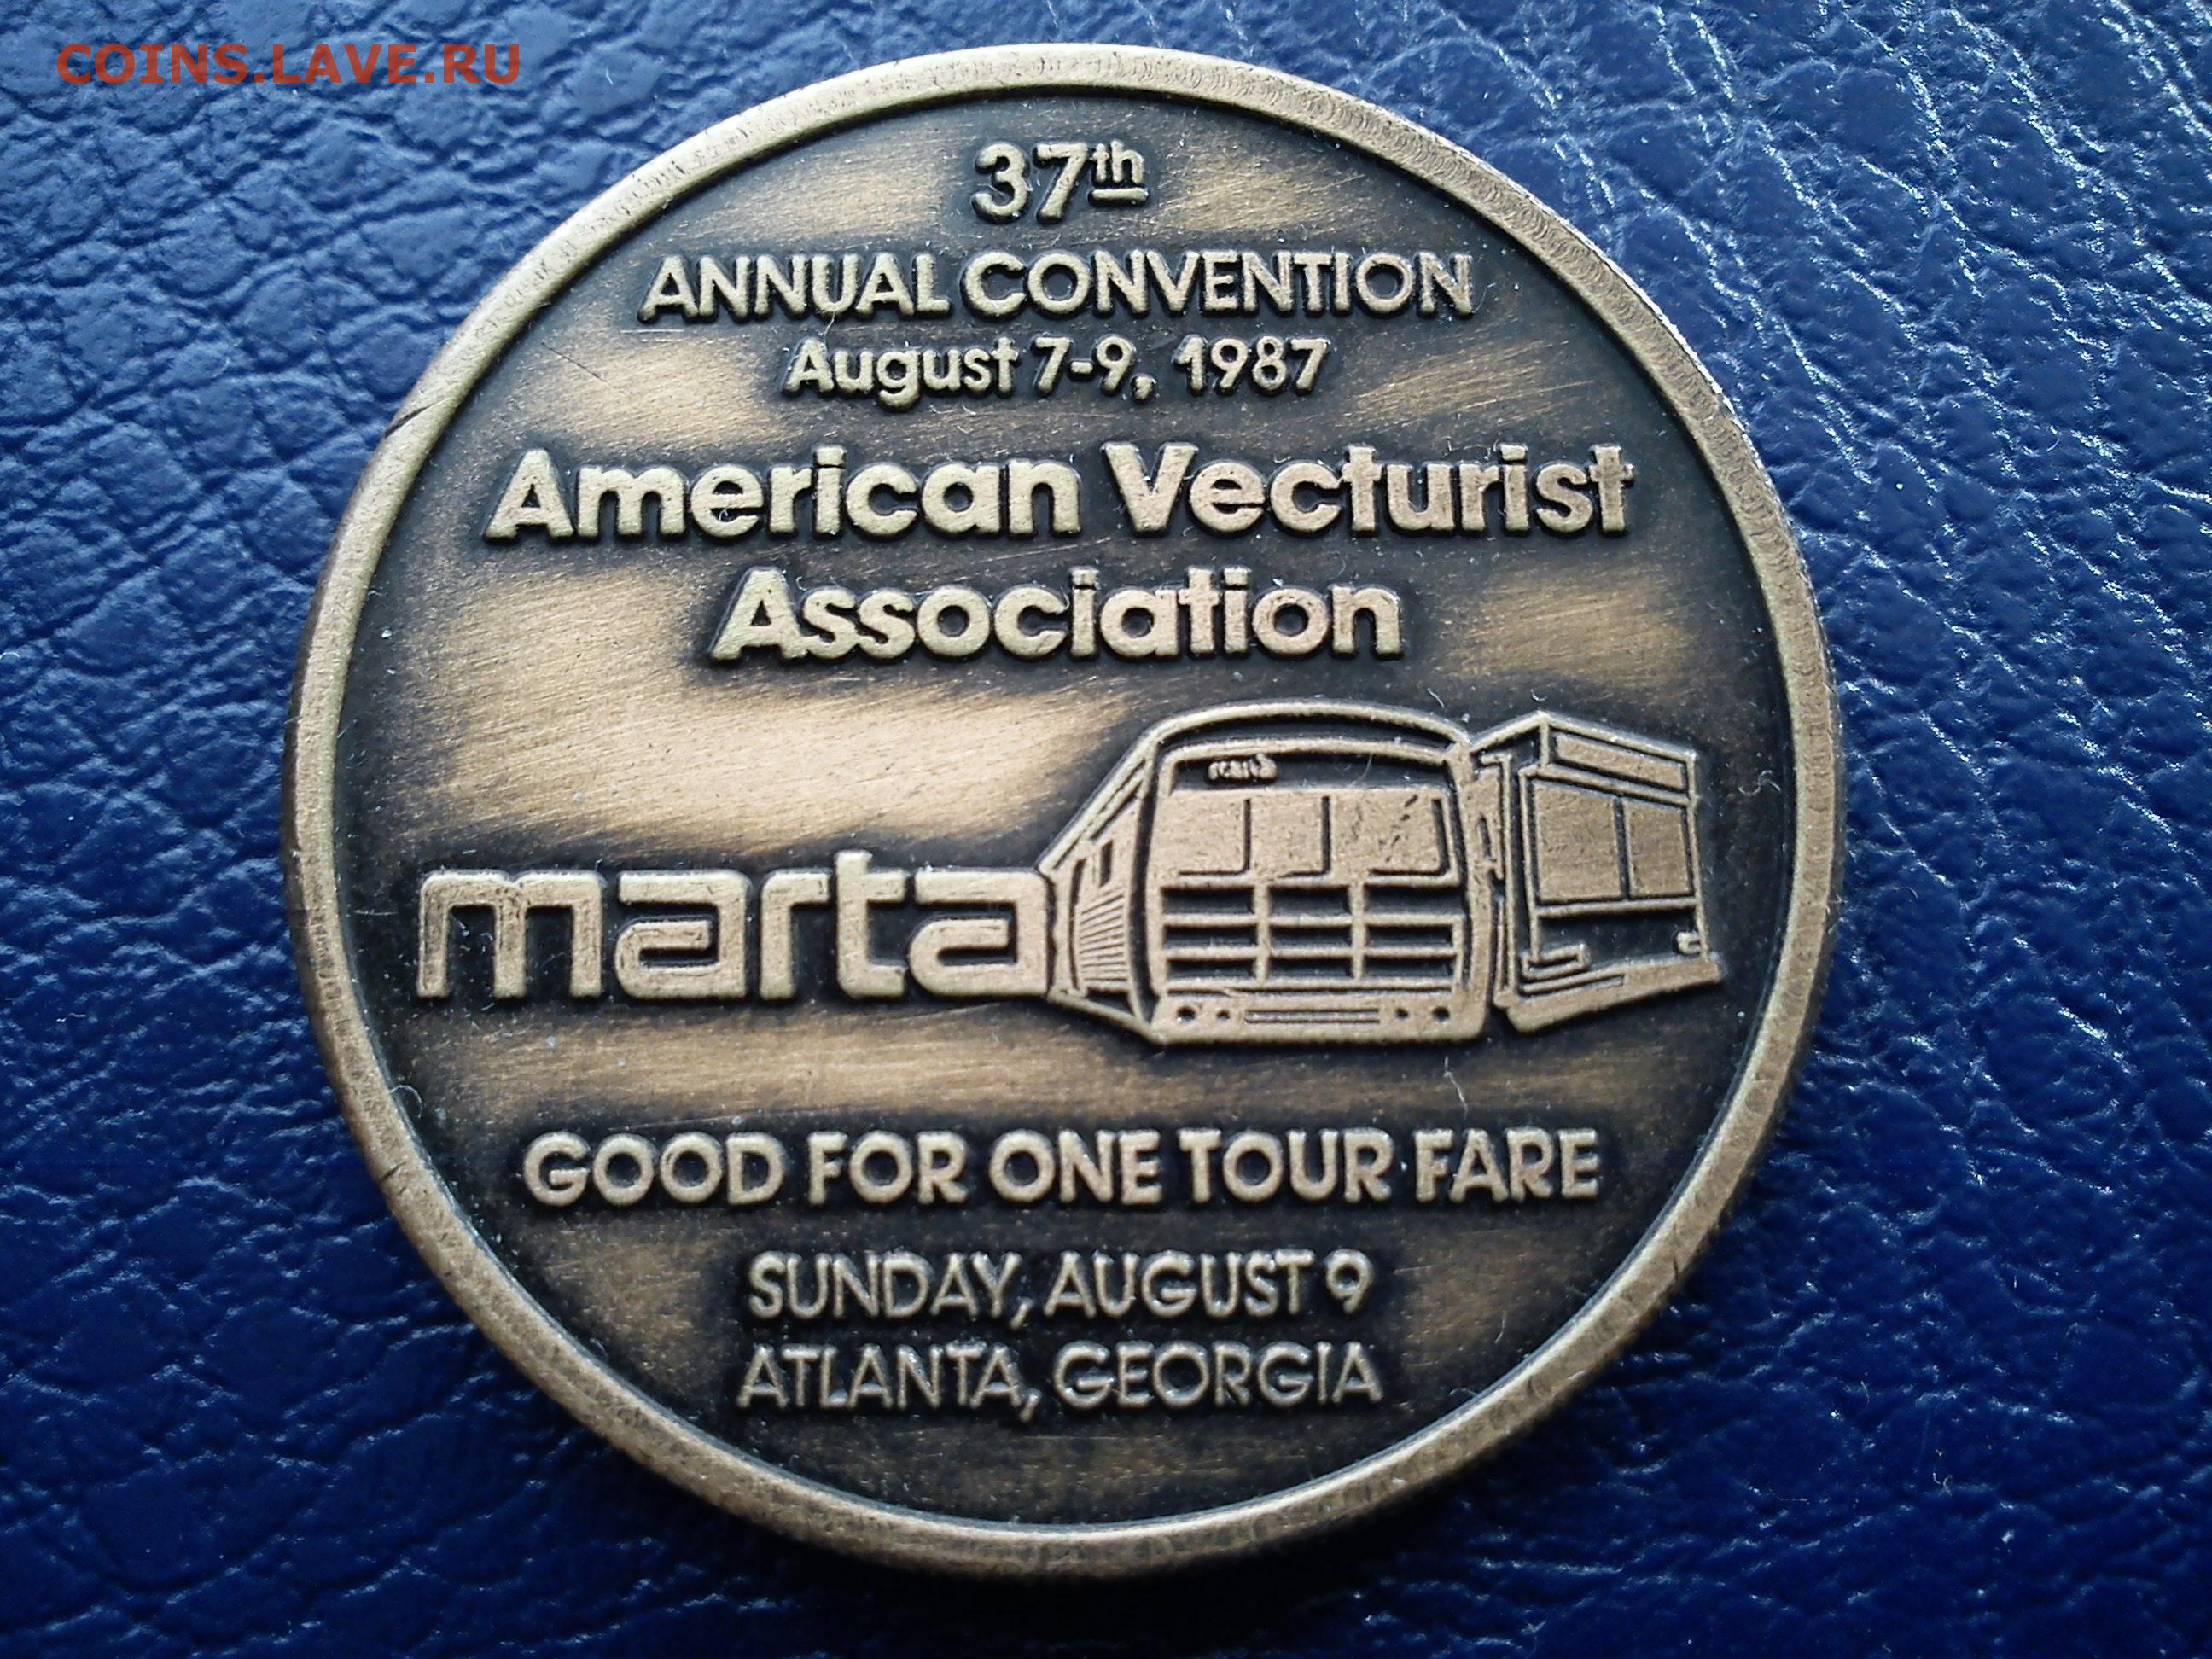 COINS.LAVE.RU
37th
ANNUAL CONVENTION
August 7-9, 1987
American Vecturist
Association
marta
marta
GOOD FOR ONE TOUR FARE
SUNDAY, AUGUST 9
ATLANTA, GEORGIA